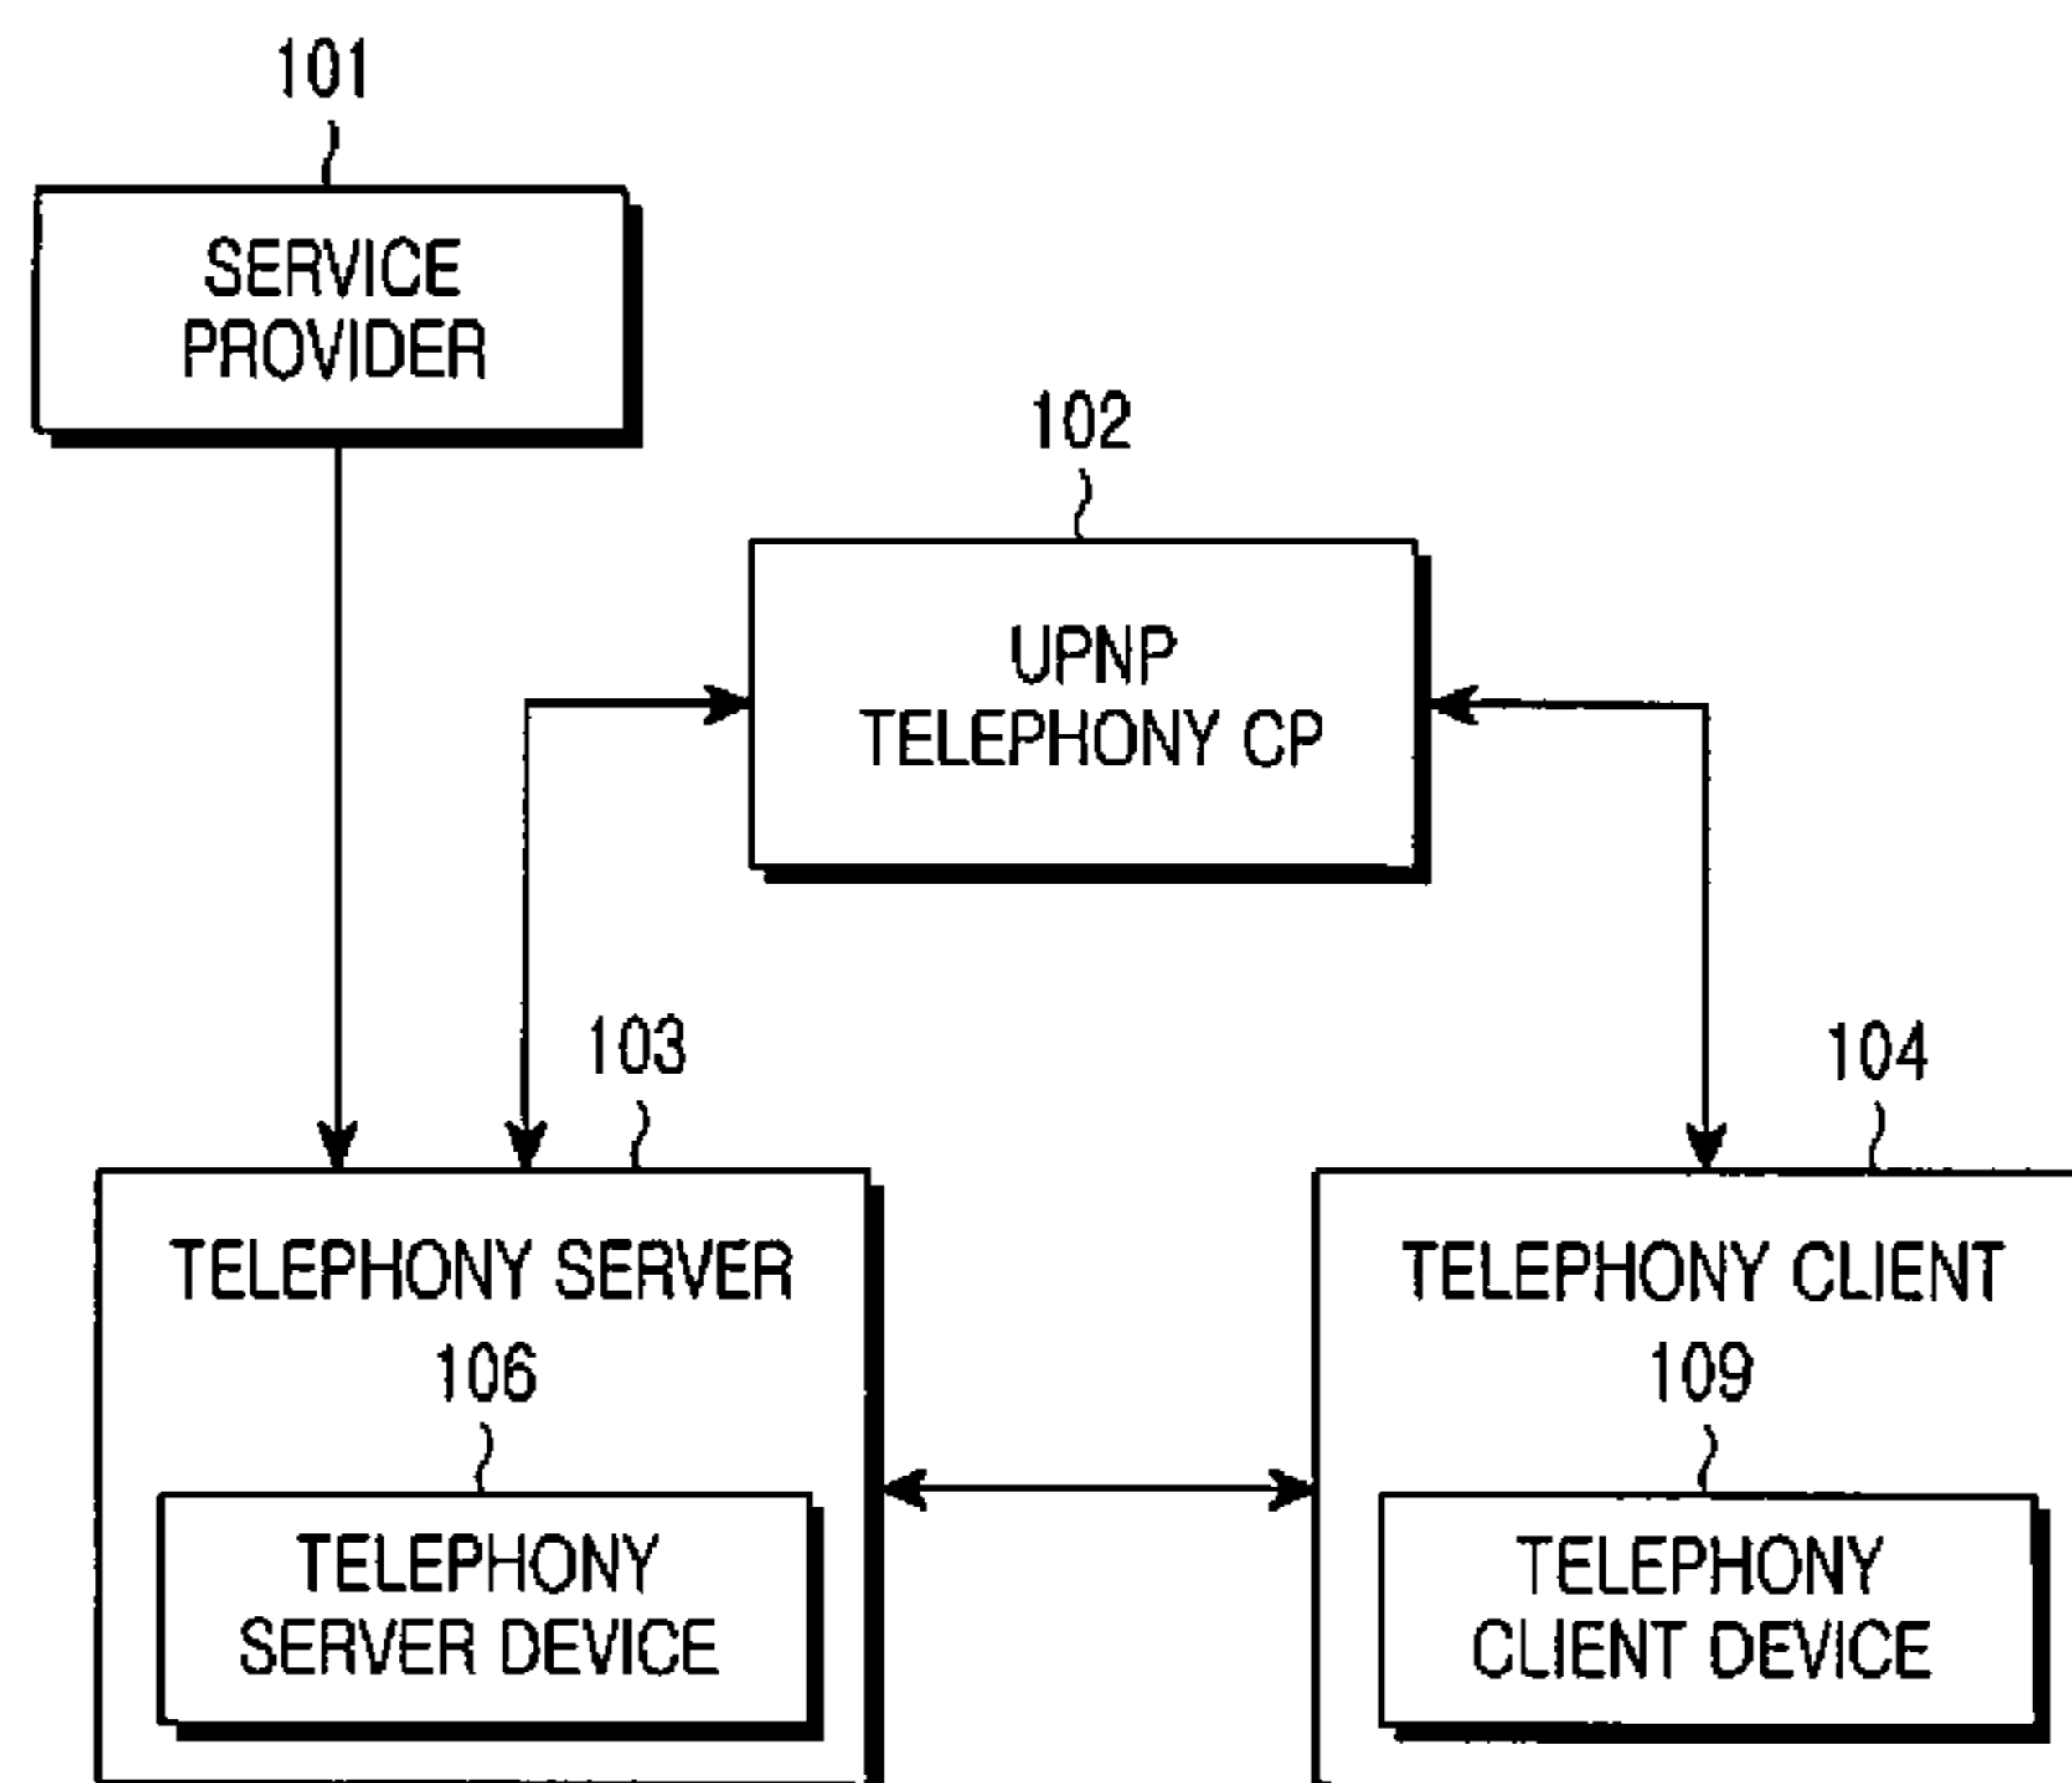 101
SERVICE
PROVIDER
102
UPNP
TELEPHONY CP
103
104
TELEPHONY SERVER
TELEPHONY CLIENT
106
109
TELEPHONY
SERVER DEVICE
TELEPHONY
CLIENT DEVICE